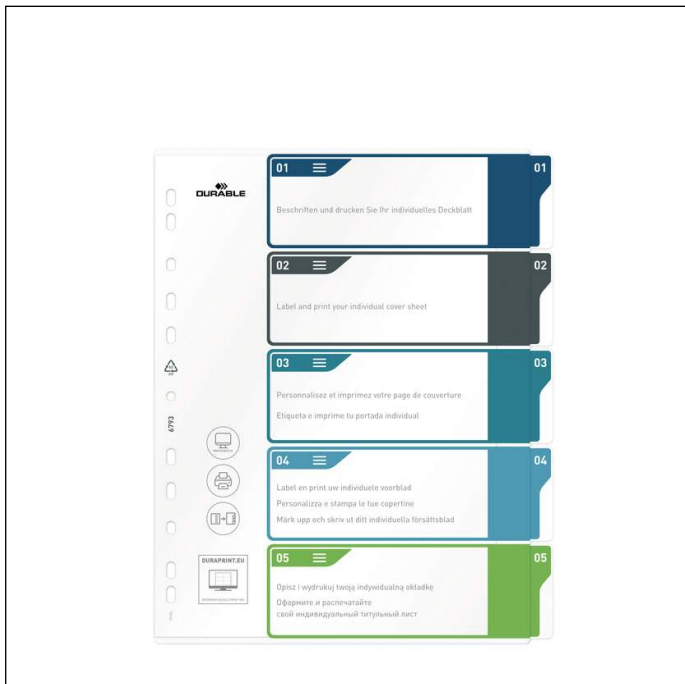 DURABLE
6793
DURAPRINT.EU
01
01
Beschriften und drucken Sie Ihr individuelles Deckblatt
02
02
Label and print your individual cover sheet
03
03
Personnalisez et imprimez votre page de couverture
Etiqueta e imprime tu portada individual
04
04
Label en print uw individuele voorblad
Personalizza e stampa le tue copertine
Märk upp och skriv ut ditt individuella försättsblad
05
05
Opisz i wydrukuj twoją indywidualną okładkę
Оформите и распечатайте
свой индивидуальный титульный лист